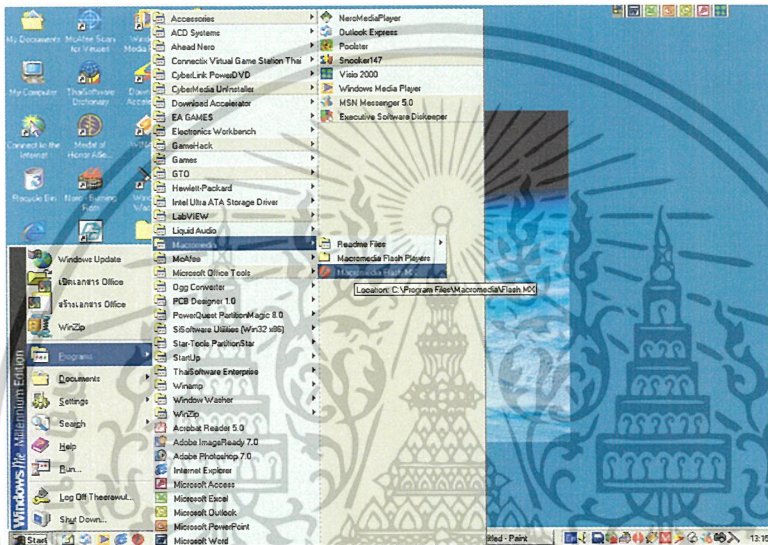 My Documents
McAfee Scan for Viruses
Media
My Computer
ThaiSoftware Dictionary
Connect to the Internet
Medal of Honor Allie...
Recycle Bin
Nero - Burning Rom
Accessories
ACD Systems
Ahead Nero
Connectix Virtual Game Station Thai
CyberLink PowerDVD
CyberMedia UnInstaller
Download Accelerator
EA GAMES
Electronics Workbench
GameHack
Games
GTO
Hewlett-Packard
Intel Ultra ATA Storage Driver
LabVIEW
Liquid Audio
Macromedia
McAfee
Microsoft Office Tools
Ogg Converter
PCB Designer 1.0
PowerQuest PartitionMagic 8.0
SiSoftware Utilities (Win32 x86)
Star-Tools PartitionStar
StartUp
ThaiSoftware Enterprise
Winamp
Window Washer
WinZip
Acrobat Reader 5.0
Adobe ImageReady 7.0
Adobe Photoshop 7.0
Internet Explorer
Microsoft Access
Microsoft Excel
Microsoft Outlook
Microsoft PowerPoint
Microsoft Word
NeroMediaPlayer
Outlook Express
Poolster
Snooker147
Visio 2000
Windows Media Player
MSN Messenger 5.0
Executive Software Diskeeper
Readme Files
Macromedia Flash Players
Macromedia Flash MX
Location: C:\Program Files\Macromedia\Flash MX
Windows Update
เปิดเอกสาร Office
สร้างเอกสาร Office
WinZip
Programs
Documents
Settings
Search
Help
Run...
Log Off Theerawut...
Shut Down...
Windows Me Millennium Edition
Start
- Paint
13:15